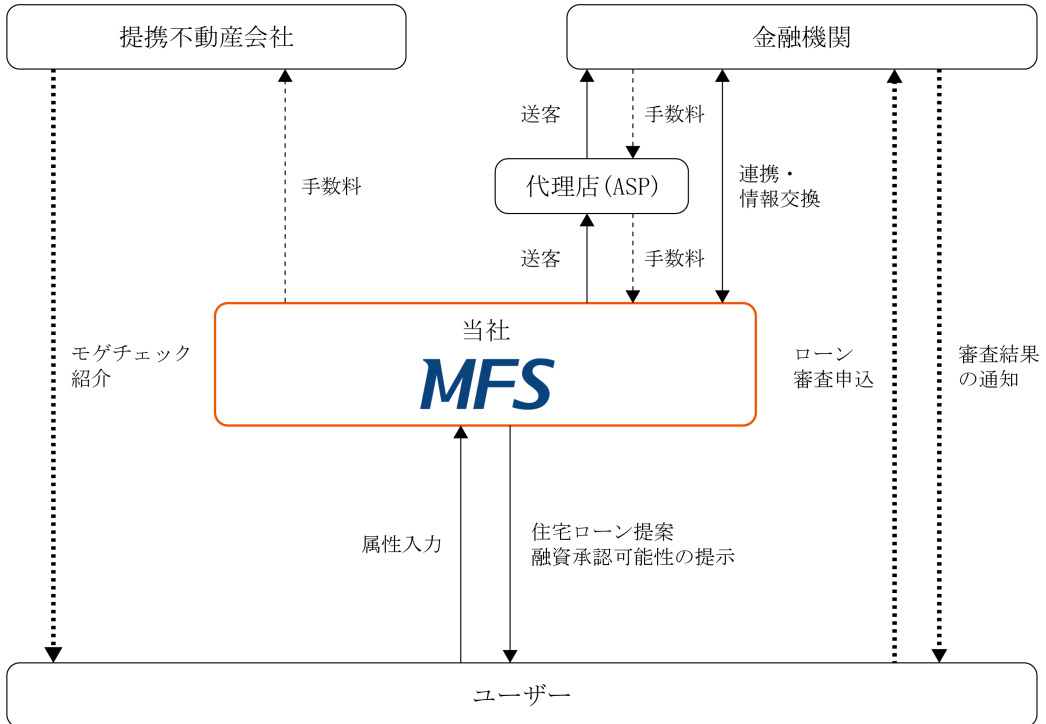 提携不動産会社
金融機関
送客
手数料
手数料
代理店(ASP)
連携・
情報交換
送客
手数料
当社
MFS
モゲチェック
紹介
ローン
審査申込
審査結果
の通知
属性入力
住宅ローン提案
融資承認可能性の提示
ユーザー